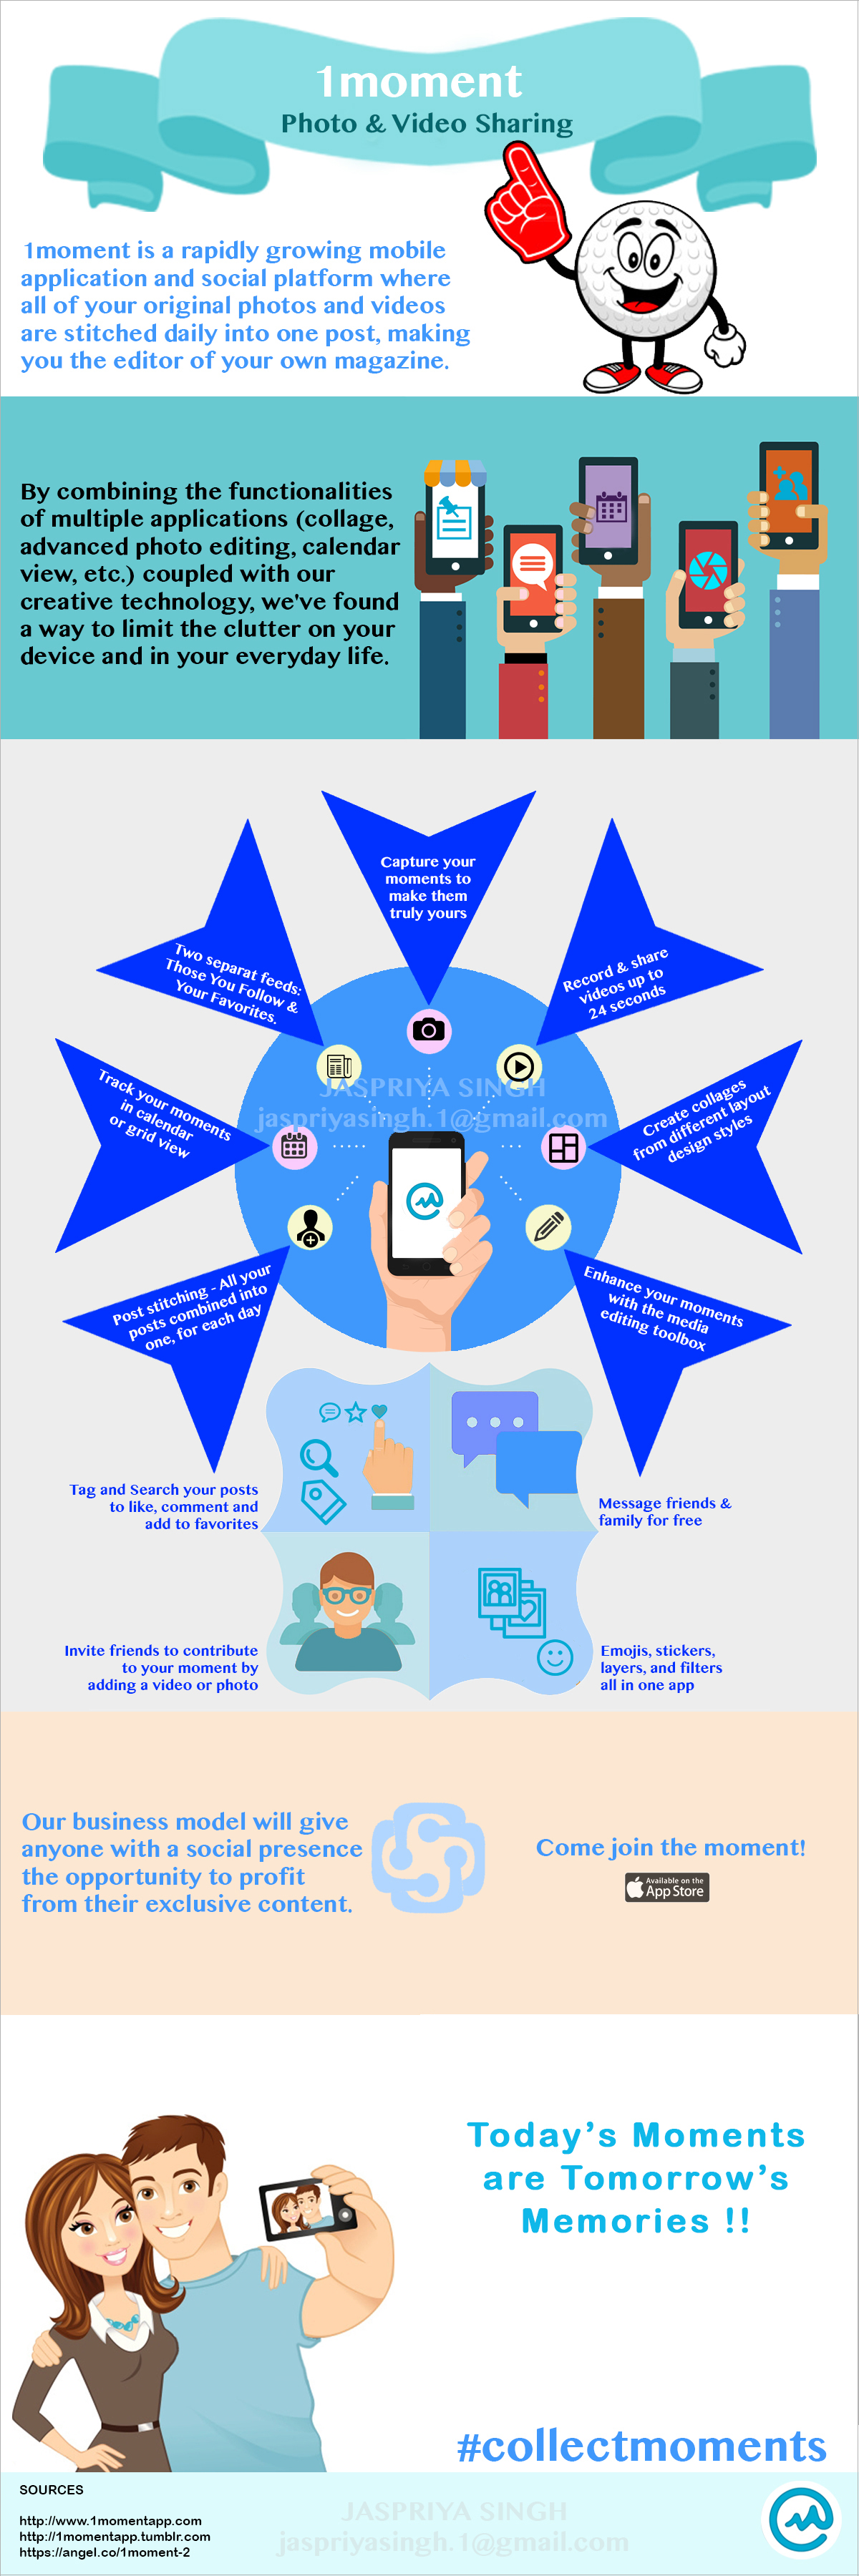 1moment
Photo & Video Sharing
1moment is a rapidly growing mobile
application and social platform where
all of your original photos and videos
are stitched daily into one post, making
you the editor of your own magazine.
By combining the functionalities
of multiple applications (collage,
advanced photo editing, calendar
view, etc.) coupled with our
creative technology, we've found
a way to limit the clutter on your
device and in your everyday life.
Capture your
moments to
make them
truly yours
Two separat feeds:
Those You Follow &
Your Favorites.
Record & share
videos up to
24 seconds
JASPRIYA SINGH
jaspriyasingh.1@gmail.com
Track your moments
in calendar
or grid view
Create collages
from different layout
design styles
Post stitching - All your
posts combined into
one, for each day
Enhance your moments
with the media
editing toolbox
Tag and Search your posts
to like, comment and
add to favorites
Message friends &
family for free
Invite friends to contribute
to your moment by
adding a video or photo
Emojis, stickers,
layers, and filters
all in one app
Our business model will give
anyone with a social presence
the opportunity to profit
from their exclusive content.
Come join the moment!
Available on the
App Store
Today's Moments
are Tomorrow's
Memories !!
#collectmoments
SOURCES
http://www.1momentapp.com
http://1momentapp.tumblr.com
https://angel.co/1moment-2
JASPRIYA SINGH
jaspriyasingh.1@gmail.com